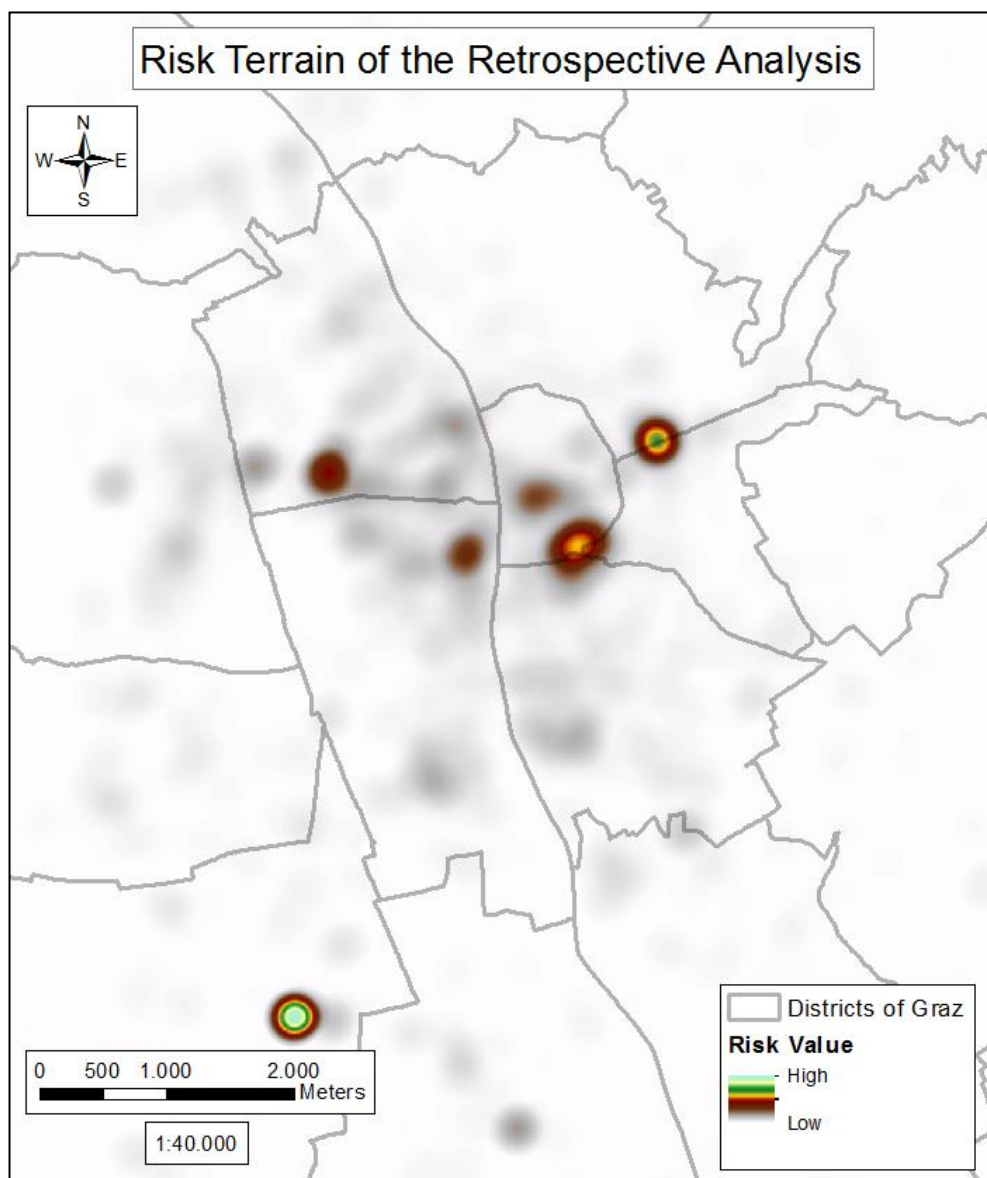 Risk Terrain of the Retrospective Analysis
N
W E
S
Districts of Graz
Risk Value
High
Low
0 500 1.000 2.000
Meters
1:40.000